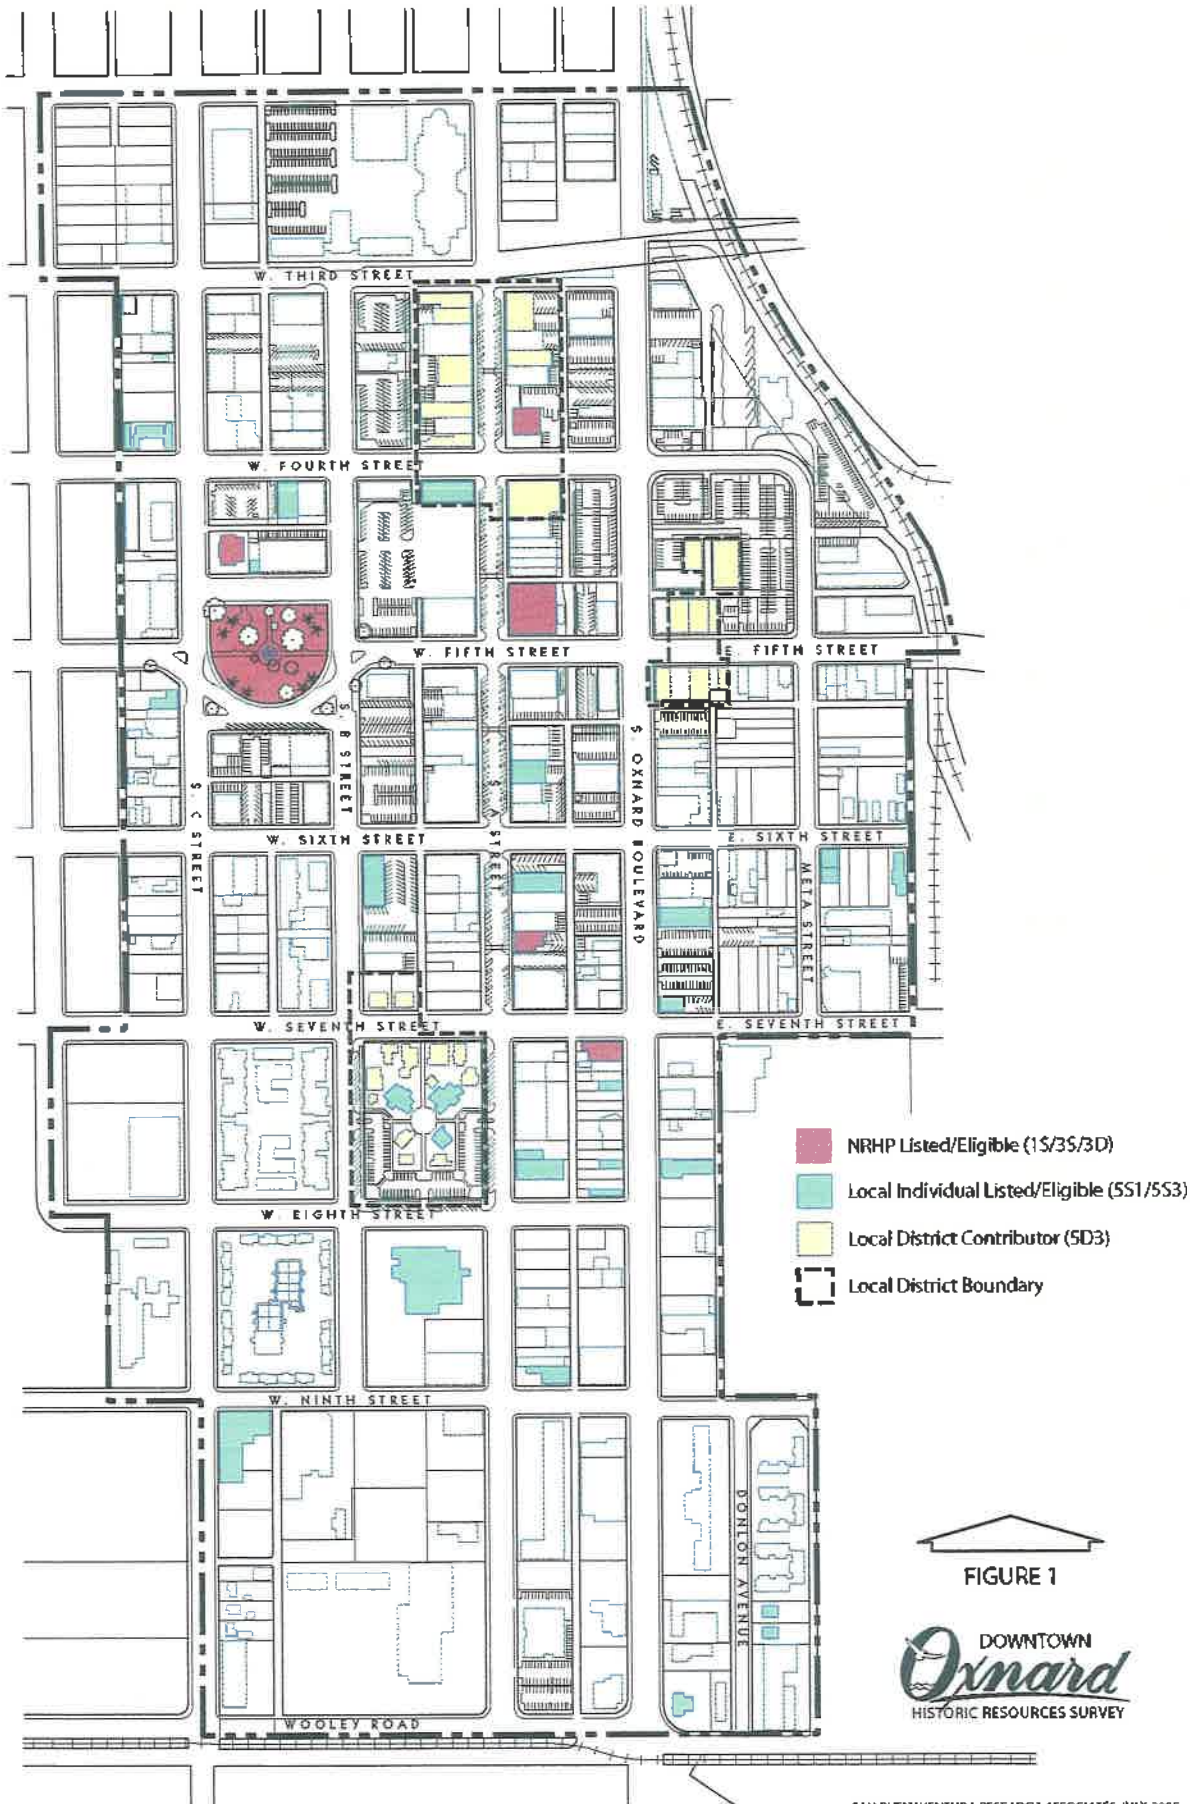 W. THIRD STREET
W. FOURTH STREET
W. FIFTH STREET
E. FIFTH STREET
S. B STREET
S. C STREET
S. A STREET
S. OXNARD BOULEVARD
W. SIXTH STREET
E. SIXTH STREET
META STREET
W. SEVENTH STREET
E. SEVENTH STREET
NRHP Listed/Eligible (1S/3S/3D)
Local Individual Listed/Eligible (5S1/5S3)
Local District Contributor (5D3)
Local District Boundary
W. EIGHTH STREET
W. NINTH STREET
DONLON AVENUE
WOOLEY ROAD
FIGURE 1
DOWNTOWN
Oxnard
HISTORIC RESOURCES SURVEY